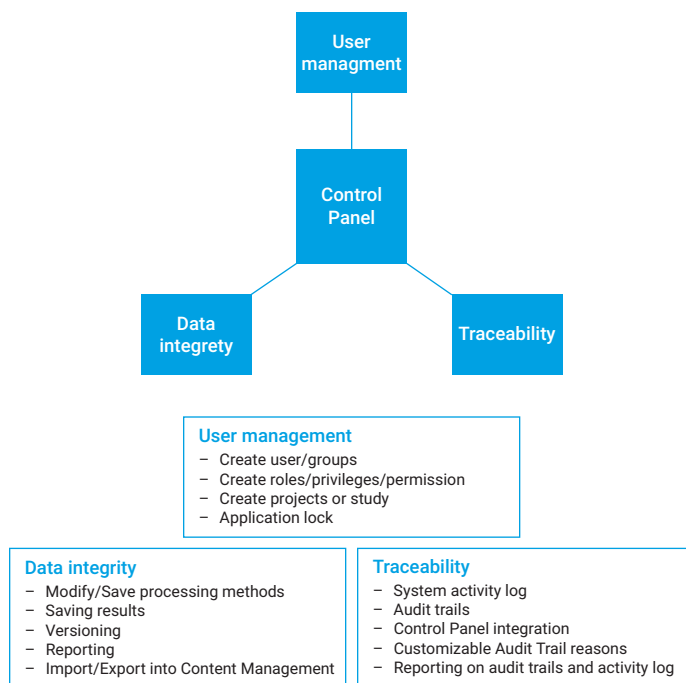 User
managment
Control
Panel
Data
integrety
Traceability
User management
– Create user/groups
– Create roles/privileges/permission
– Create projects or study
– Application lock
Data integrity
– Modify/Save processing methods
– Saving results
– Versioning
– Reporting
– Import/Export into Content Management
Traceability
– System activity log
– Audit trails
– Control Panel integration
– Customizable Audit Trail reasons
– Reporting on audit trails and activity log